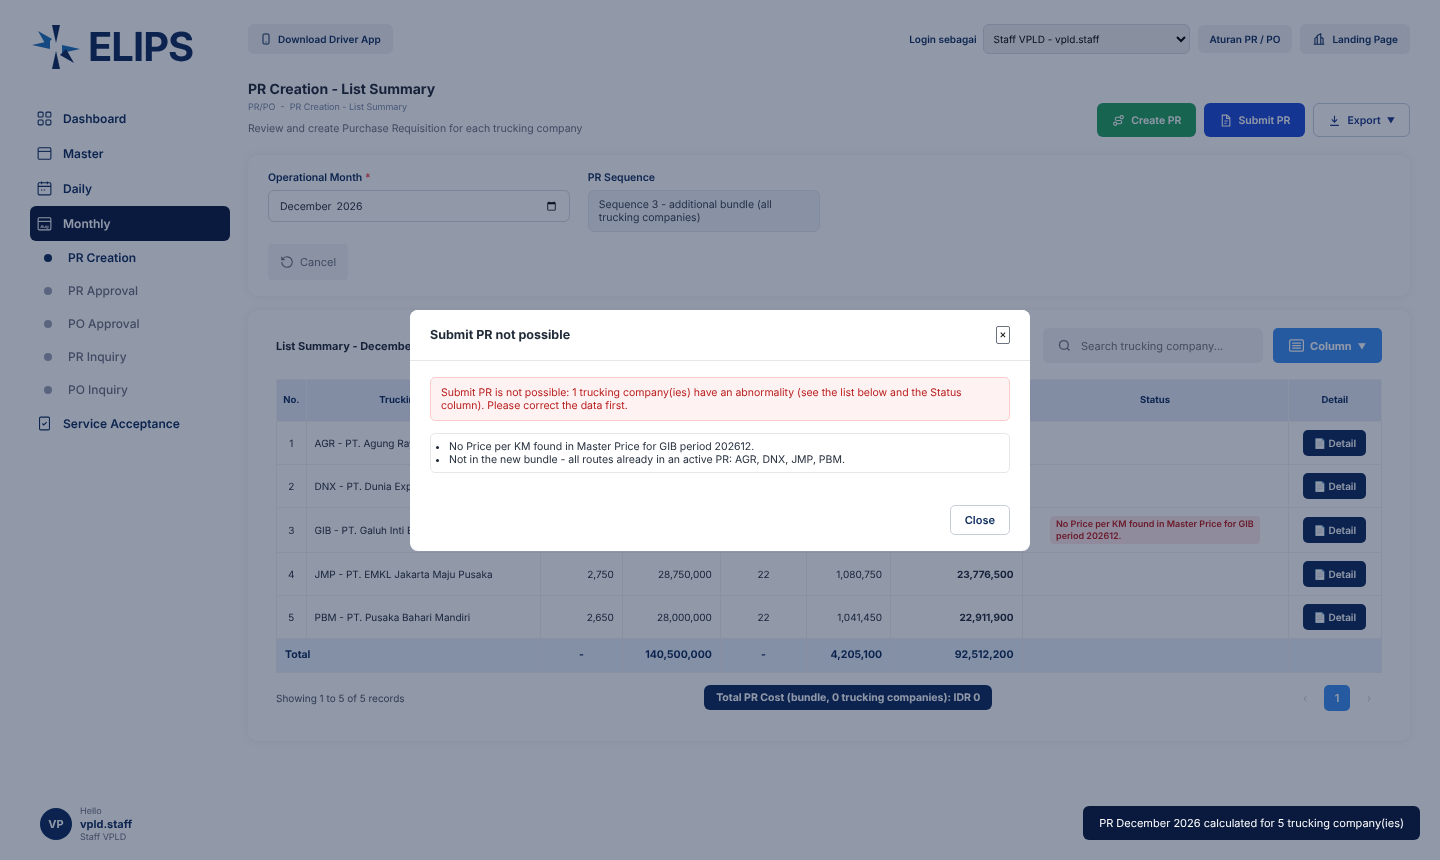 ELIPS
Download Driver App
Login sebagai
Staff VPLD - vpld.staff
Aturan PR / PO
Landing Page
Dashboard
Master
Daily
Monthly
PR Creation
PR Approval
PO Approval
PR Inquiry
PO Inquiry
Service Acceptance
PR Creation - List Summary
PR/PO - PR Creation - List Summary
Review and create Purchase Requisition for each trucking company
Create PR
Submit PR
Export
Operational Month *
December 2026
PR Sequence
Sequence 3 - additional bundle (all
trucking companies)
Cancel
Submit PR not possible
Submit PR is not possible: 1 trucking company(ies) have an abnormality (see the list below and the Status
column). Please correct the data first.
• No Price per KM found in Master Price for GIB period 202612.
• Not in the new bundle - all routes already in an active PR: AGR, DNX, JMP, PBM.
Close
List Summary - Decembe
Search trucking company...
Column
No. Status Detail
1 AGR - PT. Agung Detail
2 DNX - PT. Dunia Detail
3 GIB - PT. Galuh Inti No Price per KM found in Master Price for GIB
period 202612. Detail
4 JMP - PT. EMKL Jakarta Maju Pusaka 2,750 28,750,000 22 1,080,750 23,776,500 Detail
5 PBM - PT. Pusaka Bahari Mandiri 2,650 28,000,000 22 1,041,450 22,911,900 Detail
Total - 140,500,000 - 4,205,100 92,512,200
Showing 1 to 5 of 5 records
Total PR Cost (bundle, 0 trucking companies): IDR 0
‹ 1 ›
VP
Hello
vpld.staff
Staff VPLD
PR December 2026 calculated for 5 trucking company(ies)